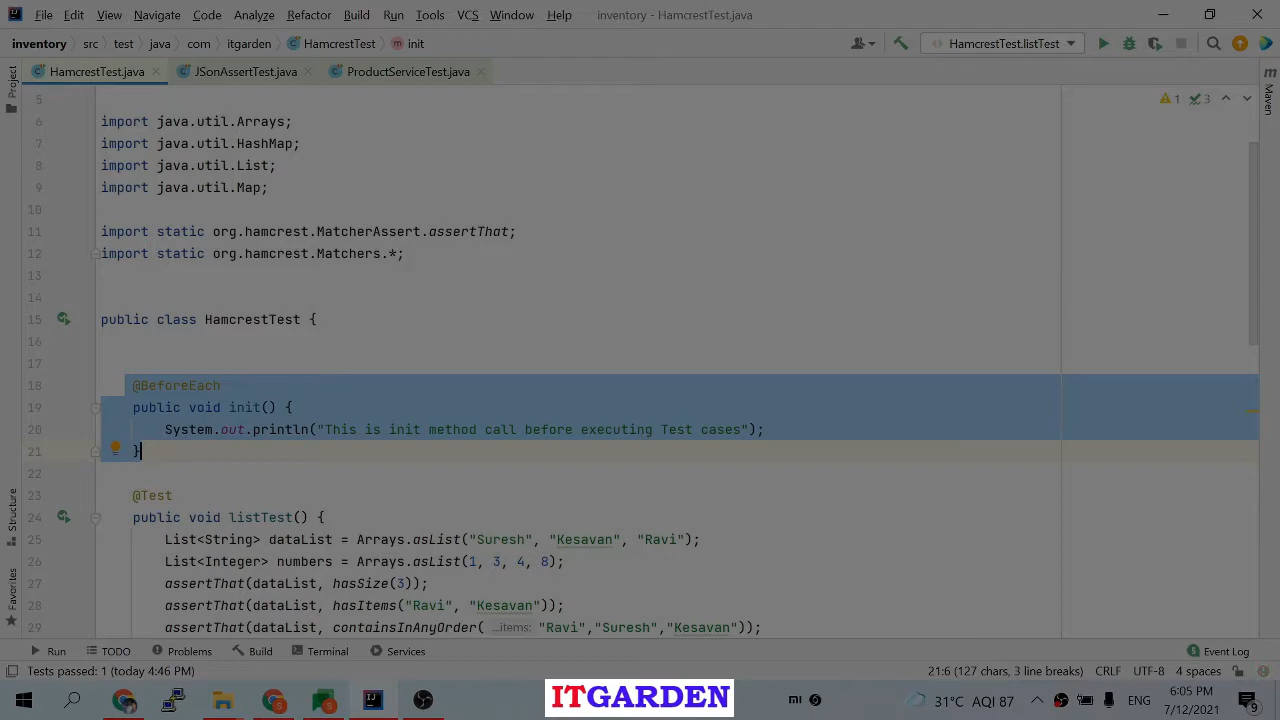 File Edit View Navigate Code Analyze Refactor Build Run Tools VCS Window Help inventory - HamcrestTest.java
inventory src test java com itgarden HamcrestTest init HamcrestTest.listTest
HamcrestTest.java JSonAssertTest.java ProductServiceTest.java
Project
Maven
1 3
5
6 import java.util.Arrays;
7 import java.util.HashMap;
8 import java.util.List;
9 import java.util.Map;
10
11 import static org.hamcrest.MatcherAssert.assertThat;
12 import static org.hamcrest.Matchers.*;
13
14
15 public class HamcrestTest {
16
17
18 @BeforeEach
19 public void init() {
20 System.out.println("This is init method call before executing Test cases");
21 }
22
23 @Test
24 public void listTest() {
25 List<String> dataList = Arrays.asList("Suresh", "Kesavan", "Ravi");
26 List<Integer> numbers = Arrays.asList(1, 3, 4, 8);
27 assertThat(dataList, hasSize(3));
28 assertThat(dataList, hasItems("Ravi", "Kesavan"));
29 assertThat(dataList, containsInAnyOrder( ...items: "Ravi","Suresh","Kesavan"));
Structure
Favorites
Run TODO Problems Build Terminal Services Event Log
Tests passed: 1 (today 4:46 PM) 21:6 (127 chars, 3 line breaks) CRLF UTF-8 4 spaces
ITGARDEN
mi 31°C AQI 87 ENG 6:05 PM
7/12/2021 9